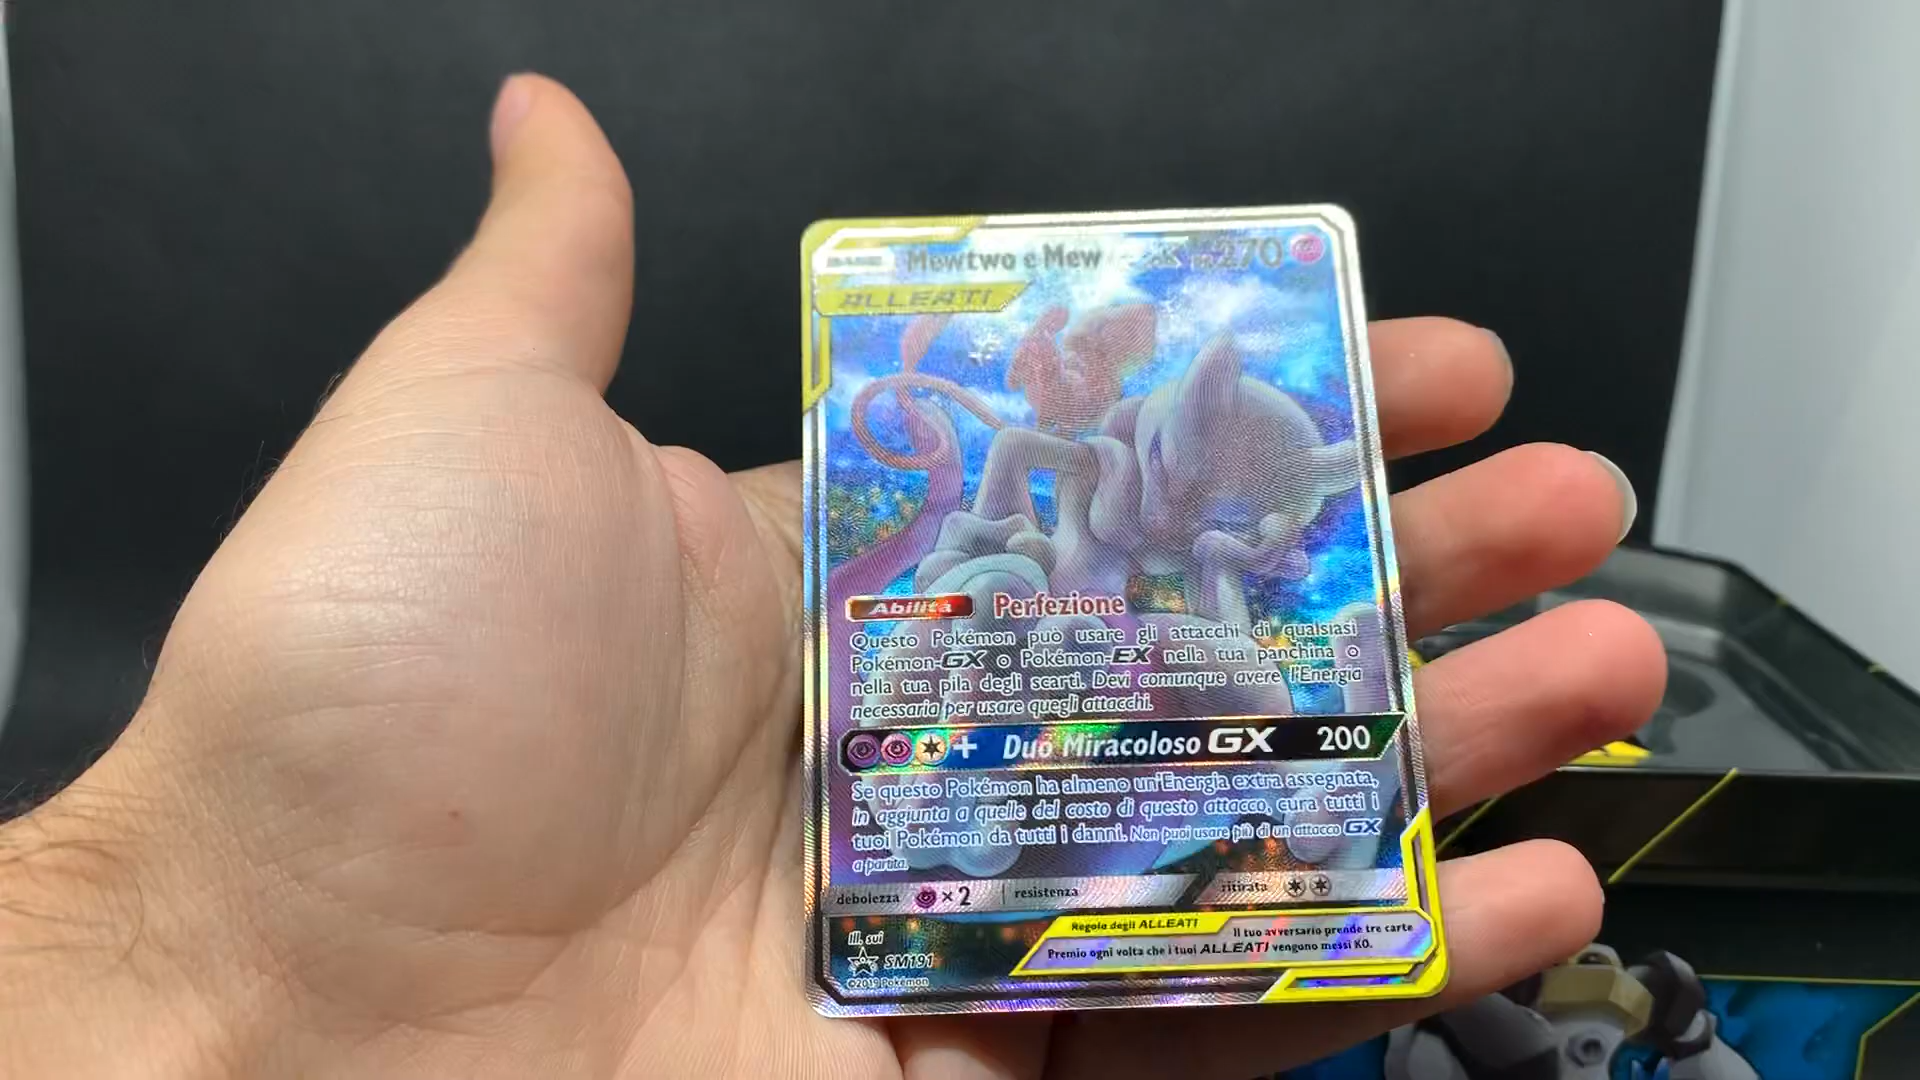 BASE Mewtwo e Mew 270
ALLEATI
Abilità Perfezione
Questo Pokémon può usare gli attacchi di qualsiasi
Pokémon-GX o Pokémon-EX nella tua panchina o
nella tua pila degli scarti. Devi comunque avere l'Energia
necessaria per usare quegli attacchi.
+ Duo Miracoloso GX 200
Se questo Pokémon ha almeno un'Energia extra assegnata,
in aggiunta a quelle del costo di questo attacco, cura tutti i
tuoi Pokémon da tutti i danni. Non puoi usare più di un attacco GX
a partita.
debolezza ×2 resistenza ritirata
Regola degli ALLEATI Il tuo avversario prende tre carte
Premio ogni volta che i tuoi ALLEATI vengono messi KO.
Ill. sui
SM191
©2019 Pokémon